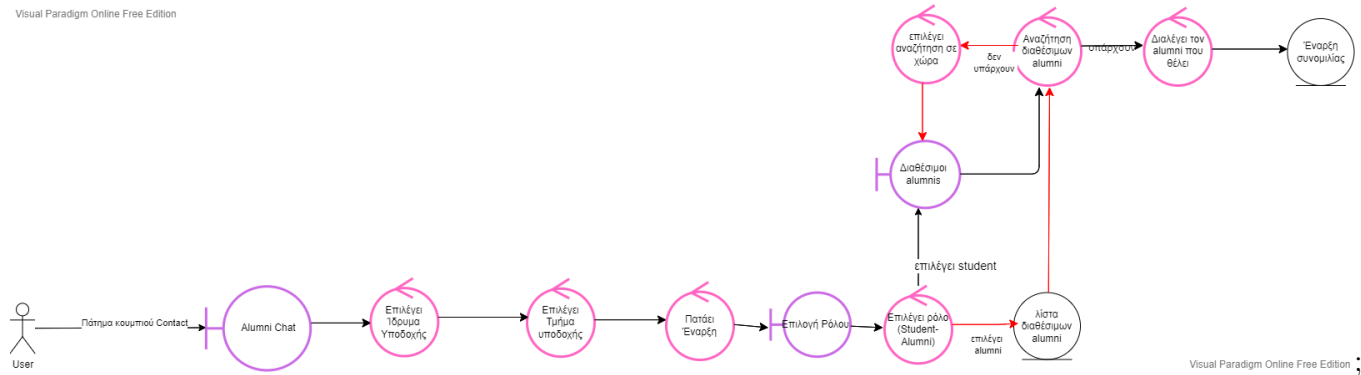 Visual Paradigm Online Free Edition
επιλέγει
αναζήτηση σε
χώρα
Αναζήτηση
διαθέσιμων
alumni
δεν
υπάρχουν
υπάρχουν
Διαλέγει τον
alumni που
θέλει
Έναρξη
συνομιλίας
Διαθέσιμοι
alumnis
επιλέγει student
User
Πάτημα κουμπιού Contact
Alumni Chat
Επιλέγει
Ίδρυμα
Υποδοχής
Επιλέγει
Τμήμα
υποδοχής
Πατάει
Έναρξη
Επιλογή Ρόλου
Επιλέγει ρόλο
(Student-
Alumni)
επιλέγει
alumni
λίστα
διαθέσιμων
alumni
Visual Paradigm Online Free Edition
;